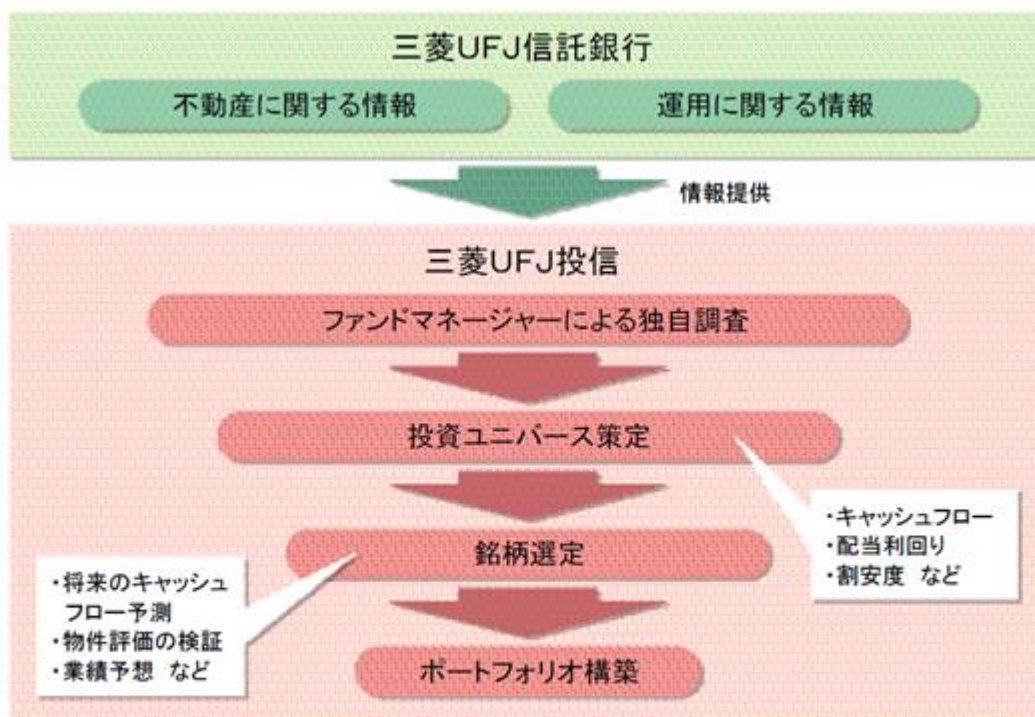 三菱UFJ信託銀行
不動産に関する情報
運用に関する情報
情報提供
三菱UFJ投信
ファンドマネージャーによる独自調査
投資ユニバース策定
・キャッシュフロー
・配当利回り
・割安度 など
銘柄選定
・将来のキャッシュ
フロー予測
・物件評価の検証
・業績予想 など
ポートフォリオ構築